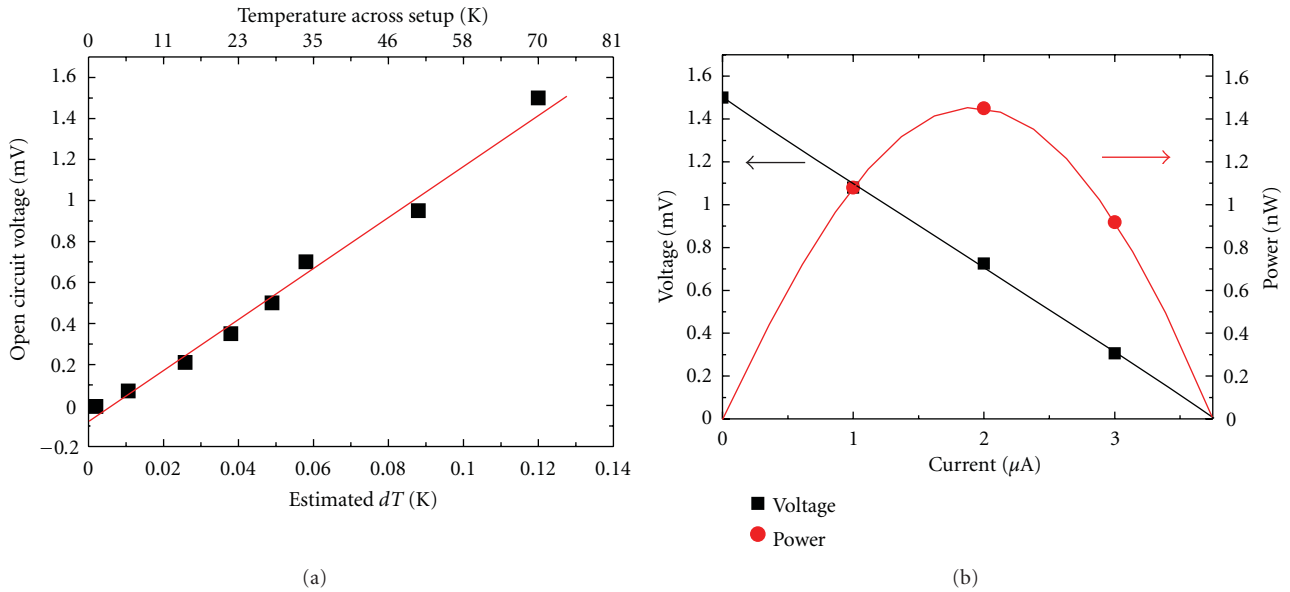 Temperature across setup (K)
0 11 23 35 46 58 70 81
1.6
1.4
1.2
1
0.8
0.6
0.4
0.2
0
−0.2
Open circuit voltage (mV)
0 0.02 0.04 0.06 0.08 0.1 0.12 0.14
Estimated dT (K)
(a)
1.6
1.4
1.2
1
0.8
0.6
0.4
0.2
0
Voltage (mV)
1.6
1.4
1.2
1
0.8
0.6
0.4
0.2
0
Power (nW)
0 1 2 3
Current (μA)
Voltage
Power
(b)